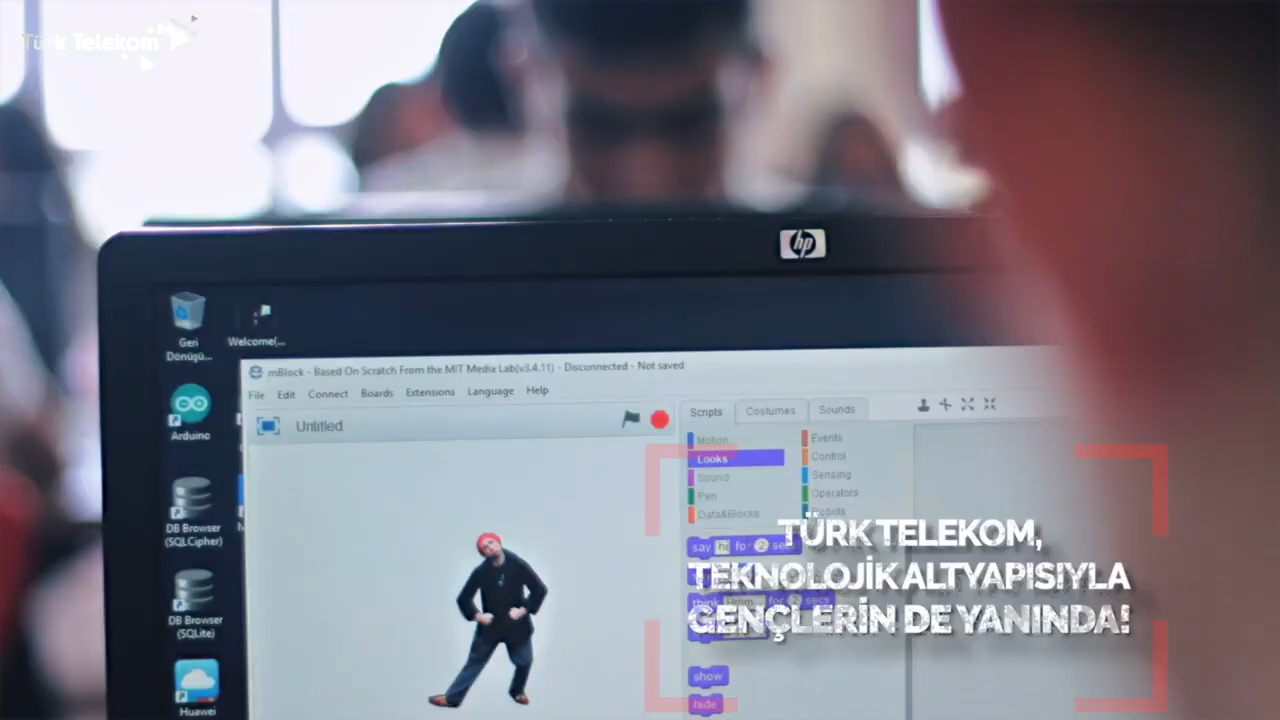 Türk Telekom
hp
Geri
Dönüşü...
Welcome(...
Arduino
DB Browser
(SQLCipher)
DB Browser
(SQLite)
Huawei
mBlock - Based On Scratch From the MIT Media Lab(v3.4.11) - Disconnected - Not saved
File Edit Connect Boards Extensions Language Help
Untitled
Scripts Costumes Sounds
Motion
Looks
Sound
Pen
Data&Blocks
Events
Control
Sensing
Operators
Robots
say hi for 2 secs
TÜRK TELEKOM,
TEKNOLOJİK ALTYAPISIYLA
GENÇLERİN DE YANINDA!
show
hide